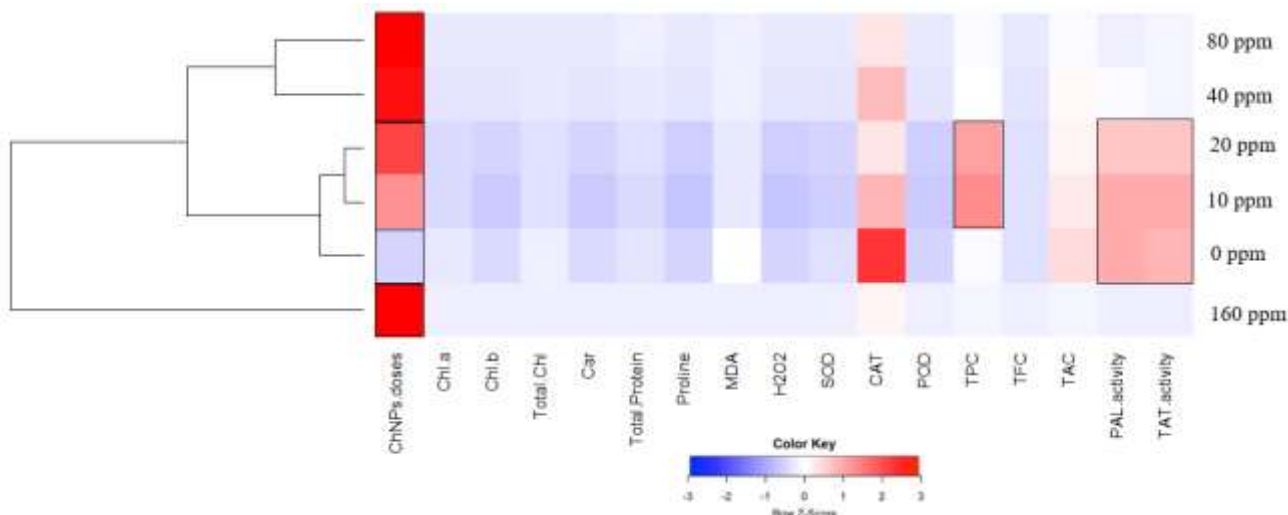 80 ppm
40 ppm
20 ppm
10 ppm
0 ppm
160 ppm
ChNPs.doses
Chl.a
Chl.b
Total.Chl
Car
Total.Protein
Proline
MDA
H2O2
SOD
CAT
POD
TPC
TFC
TAC
PAL.activity
TAT.activity
Color Key
-3 -2 -1 0 1 2 3
Row Z-Score